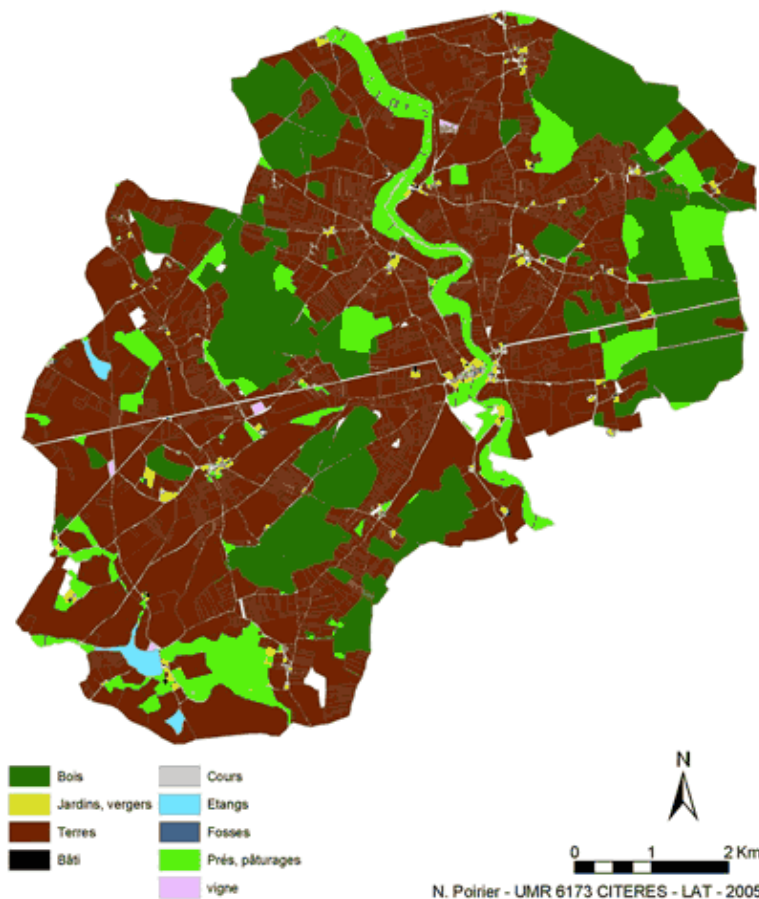 Bois
Jardins, vergers
Terres
Bâti
Cours
Etangs
Fosses
Prés, pâturages
vigne
N
0 1 2 Km
N. Poirier - UMR 6173 CITERES - LAT - 2005